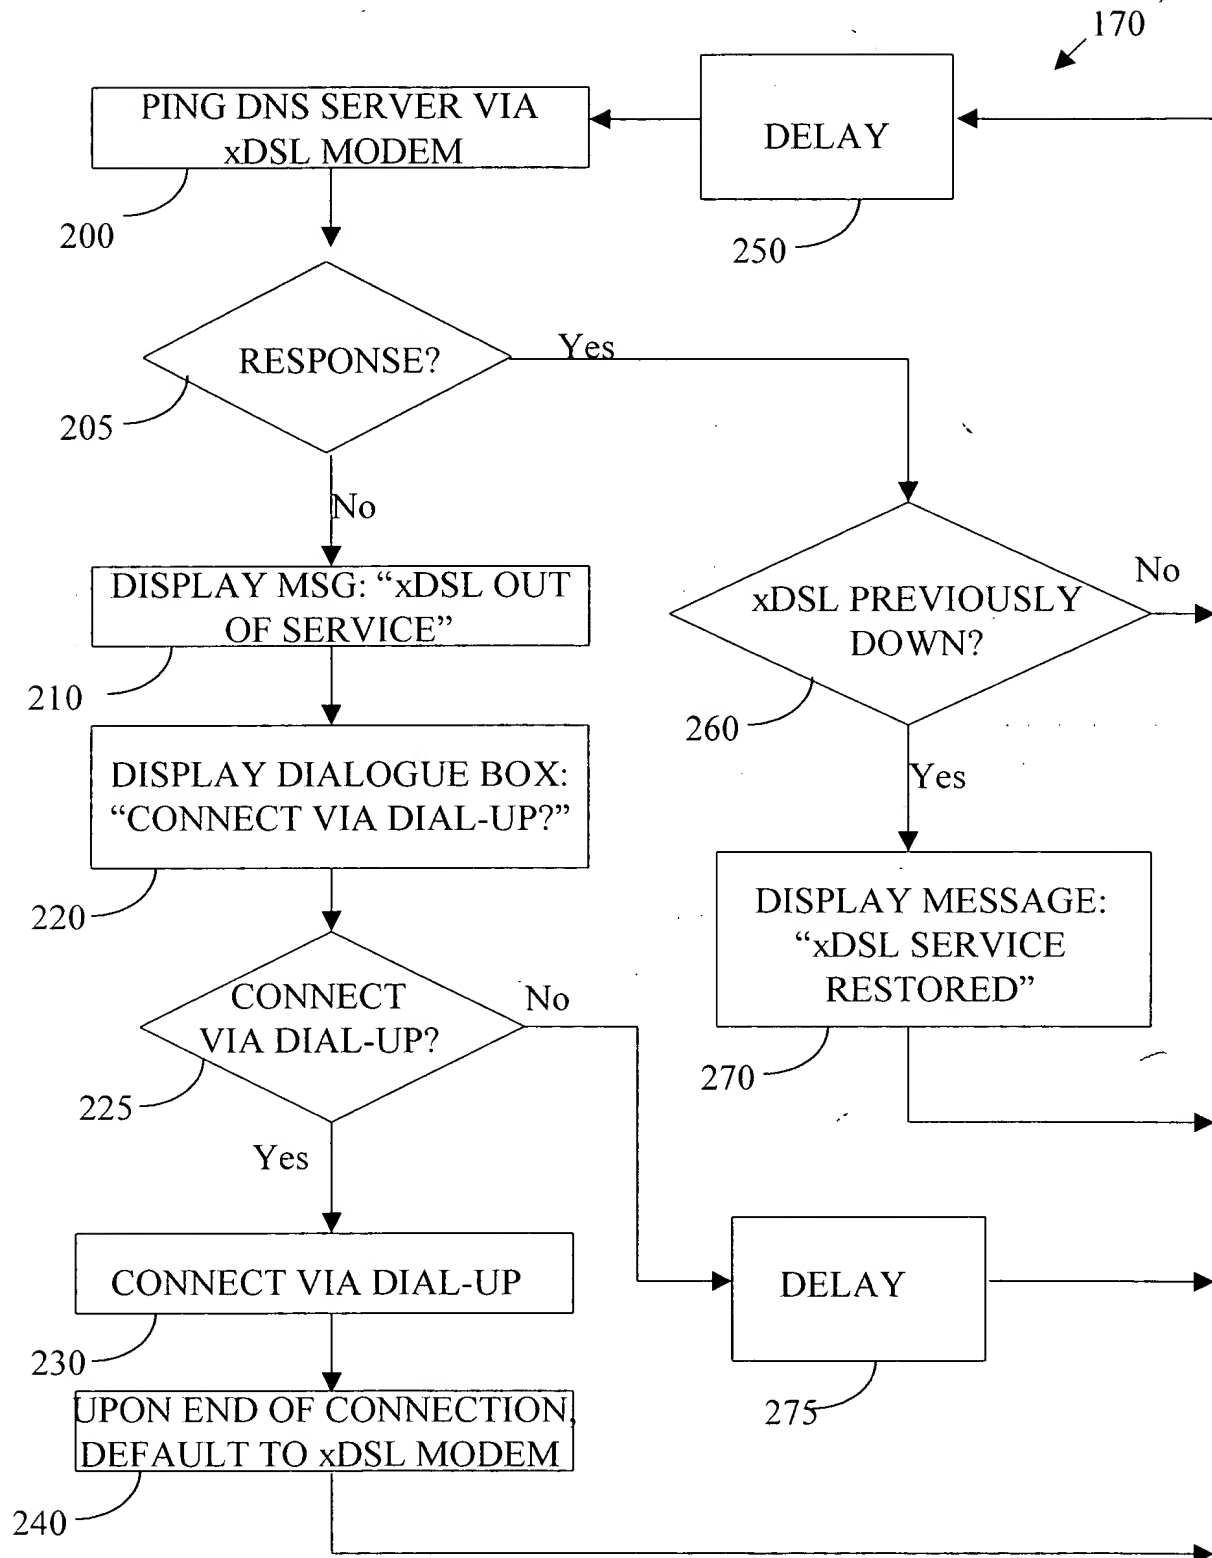 170
PING DNS SERVER VIA
xDSL MODEM
200
DELAY
250
RESPONSE?
205
Yes
No
DISPLAY MSG: “xDSL OUT
OF SERVICE”
210
xDSL PREVIOUSLY
DOWN?
260
No
Yes
DISPLAY DIALOGUE BOX:
“CONNECT VIA DIAL-UP?”
220
DISPLAY MESSAGE:
“xDSL SERVICE
RESTORED”
270
CONNECT
VIA DIAL-UP?
225
No
Yes
CONNECT VIA DIAL-UP
230
DELAY
275
UPON END OF CONNECTION,
DEFAULT TO xDSL MODEM
240